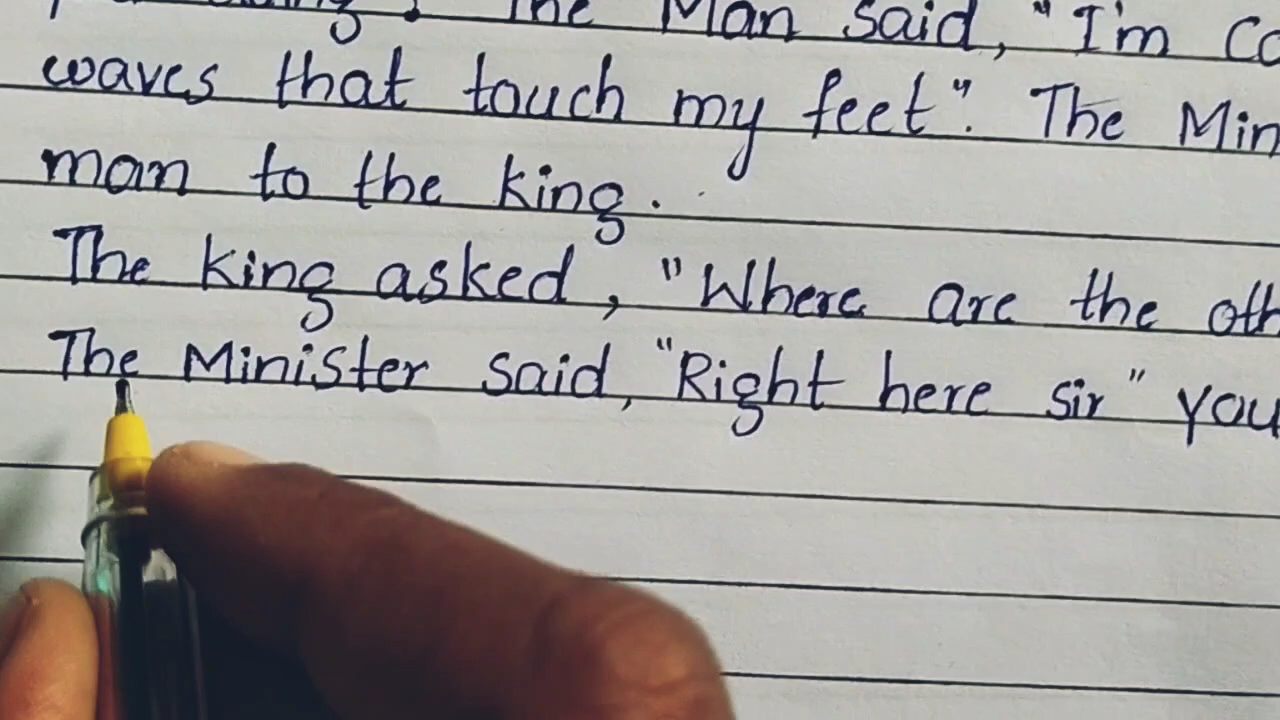 The Man said, "I'm
waves that touch my feet". The
man to the king.
The king asked, "Where are the
The Minister said, "Right here sir" you